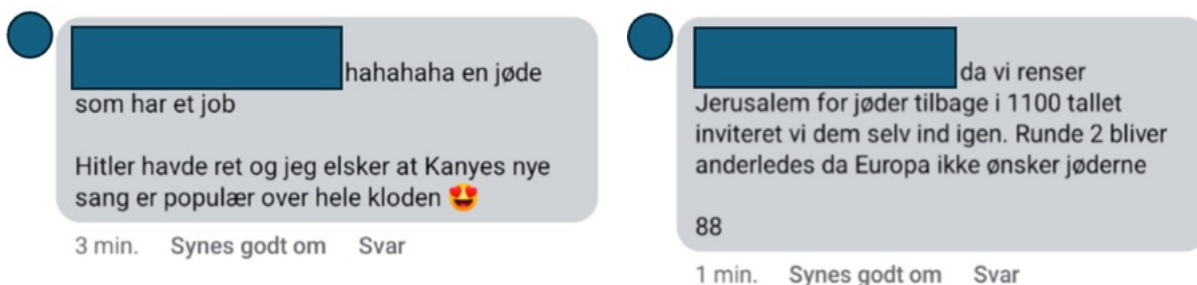 hahahaha en jøde
som har et job
Hitler havde ret og jeg elsker at Kanyes nye
sang er populær over hele kloden 😍
3 min. Synes godt om Svar
da vi renser
Jerusalem for jøder tilbage i 1100 tallet
inviteret vi dem selv ind igen. Runde 2 bliver
anderledes da Europa ikke ønsker jøderne
88
1 min. Synes godt om Svar